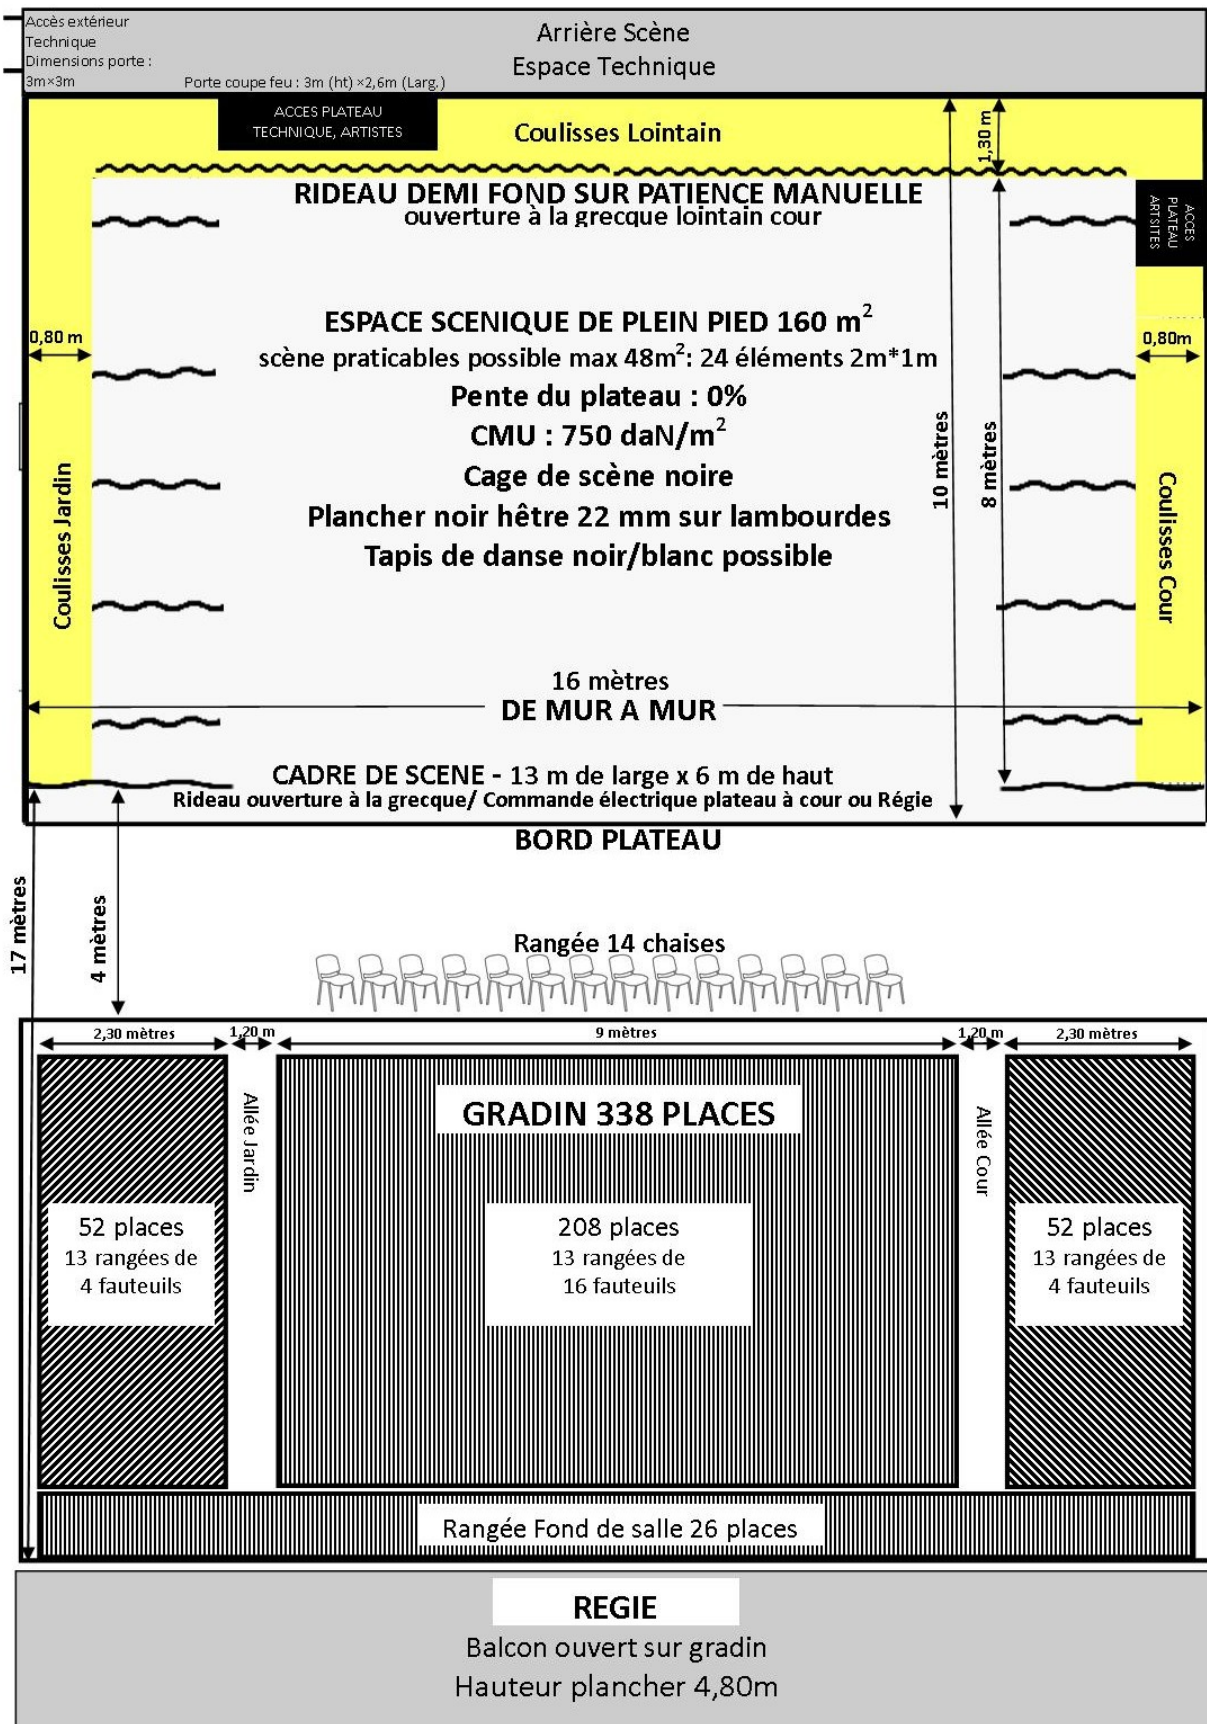 Accès extérieur
Technique
Dimensions porte :
3m×3m
Porte coupe feu : 3m (ht) ×2,6m (Larg.)
Arrière Scène
Espace Technique
ACCES PLATEAU
TECHNIQUE, ARTISTES
Coulisses Lointain
1,30 m
RIDEAU DEMI FOND SUR PATIENCE MANUELLE
ouverture à la grecque lointain cour
ACCES
PLATEAU
ARTSITES
ESPACE SCENIQUE DE PLEIN PIED 160 m²
scène praticables possible max 48m²: 24 éléments 2m*1m
Pente du plateau : 0%
CMU : 750 daN/m²
Cage de scène noire
Plancher noir hêtre 22 mm sur lambourdes
Tapis de danse noir/blanc possible
0,80 m
0,80m
Coulisses Jardin
10 mètres
8 mètres
Coulisses Cour
16 mètres
DE MUR A MUR
CADRE DE SCENE - 13 m de large x 6 m de haut
Rideau ouverture à la grecque/ Commande électrique plateau à cour ou Régie
BORD PLATEAU
17 mètres
4 mètres
Rangée 14 chaises
2,30 mètres
1,20 m
9 mètres
1,20 m
2,30 mètres
GRADIN 338 PLACES
Allée Jardin
Allée Cour
52 places
13 rangées de
4 fauteuils
208 places
13 rangées de
16 fauteuils
52 places
13 rangées de
4 fauteuils
Rangée Fond de salle 26 places
REGIE
Balcon ouvert sur gradin
Hauteur plancher 4,80m